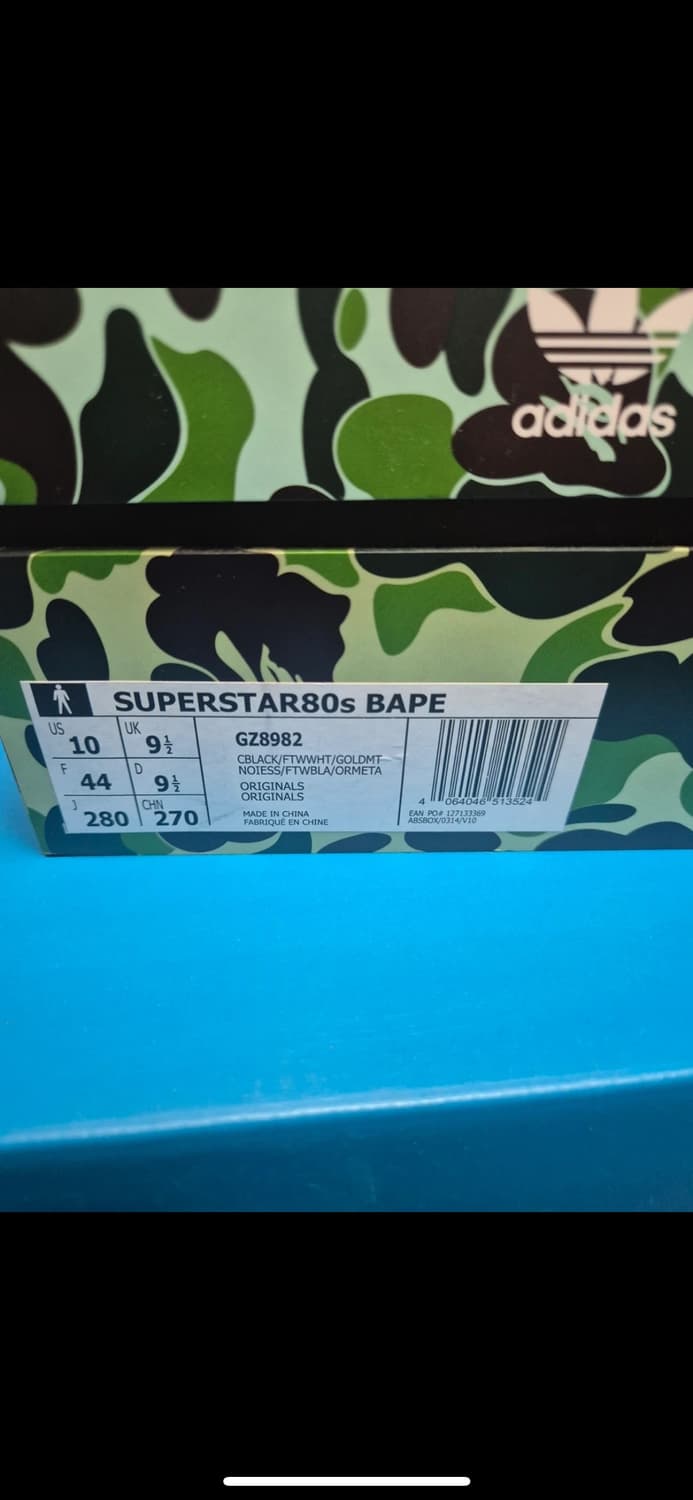 adidas
SUPERSTAR80s BAPE
US 10 UK 9½
F 44 D 9½
J 280 CHN 270
GZ8982
CBLACK/FTWWHT/GOLDMT
NOIESS/FTWBLA/ORMETA
ORIGINALS
ORIGINALS
MADE IN CHINA
FABRIQUÉ EN CHINE
4 064046 513524
EAN PO# 127133369
ABSBOX/0314/V10